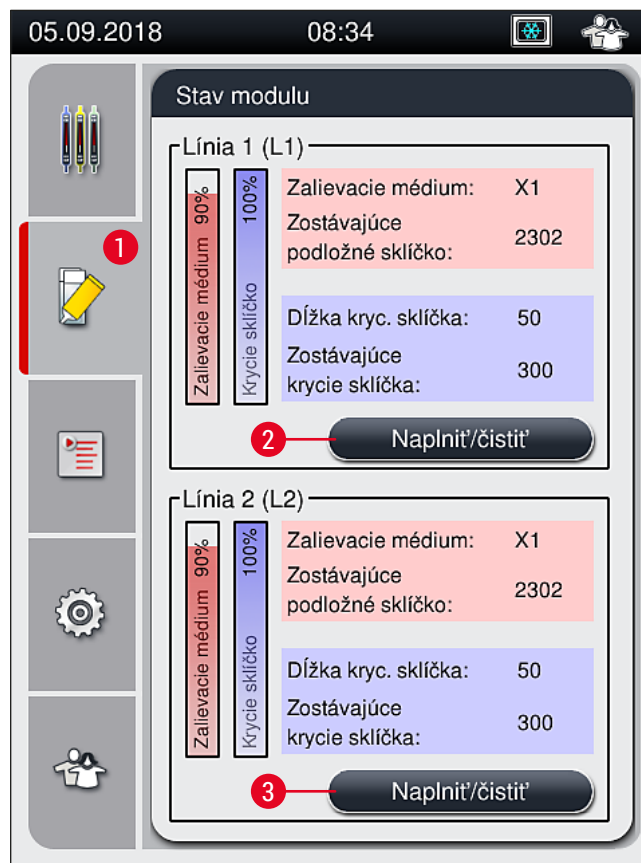 05.09.2018 08:34
Stav modulu
Línia 1 (L1)
Zalievacie médium 90%
Krycie sklíčko 100%
Zalievacie médium: X1
Zostávajúce
podložné sklíčko: 2302
Dĺžka kryc. sklíčka: 50
Zostávajúce
krycie sklíčka: 300
1
2
Naplniť/čistiť
Línia 2 (L2)
Zalievacie médium 90%
Krycie sklíčko 100%
Zalievacie médium: X1
Zostávajúce
podložné sklíčko: 2302
Dĺžka kryc. sklíčka: 50
Zostávajúce
krycie sklíčka: 300
3
Naplniť/čistiť